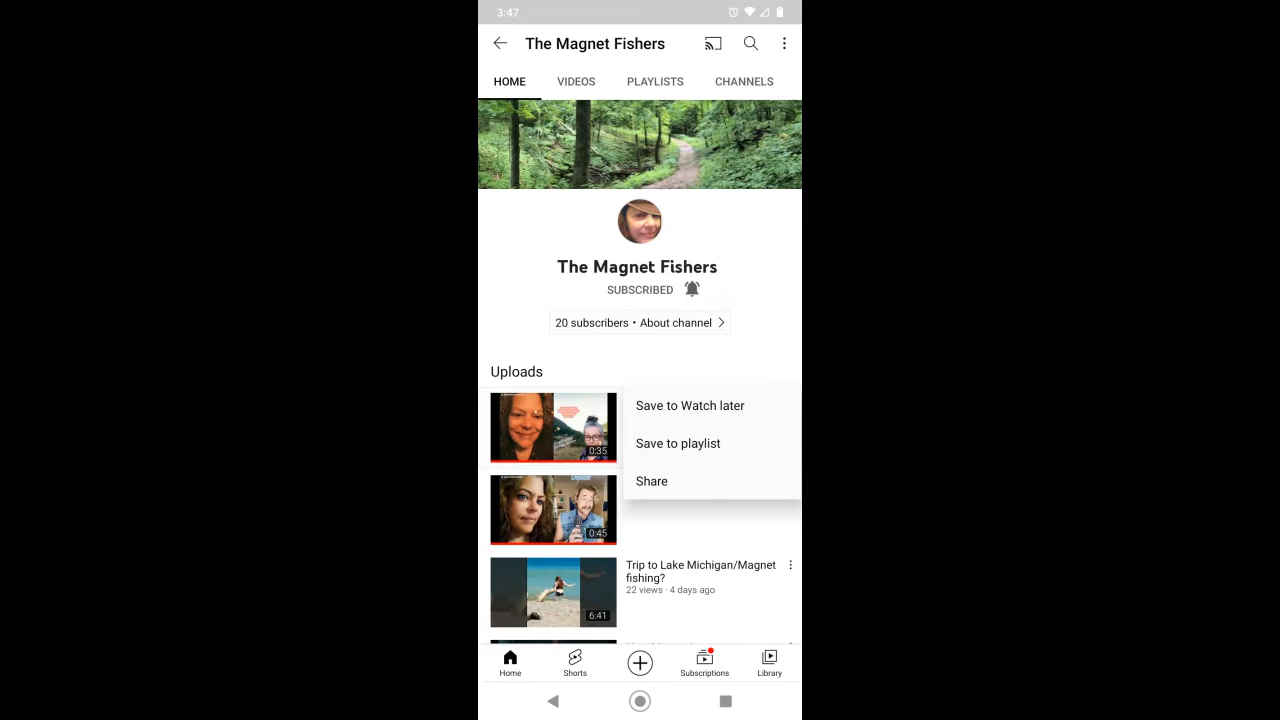 3:47
The Magnet Fishers
HOME VIDEOS PLAYLISTS CHANNELS
The Magnet Fishers
SUBSCRIBED
20 subscribers • About channel
Uploads
0:35
Save to Watch later
Save to playlist
Share
0:45
Trip to Lake Michigan/Magnet
fishing?
22 views · 4 days ago
6:41
Home Shorts Subscriptions Library